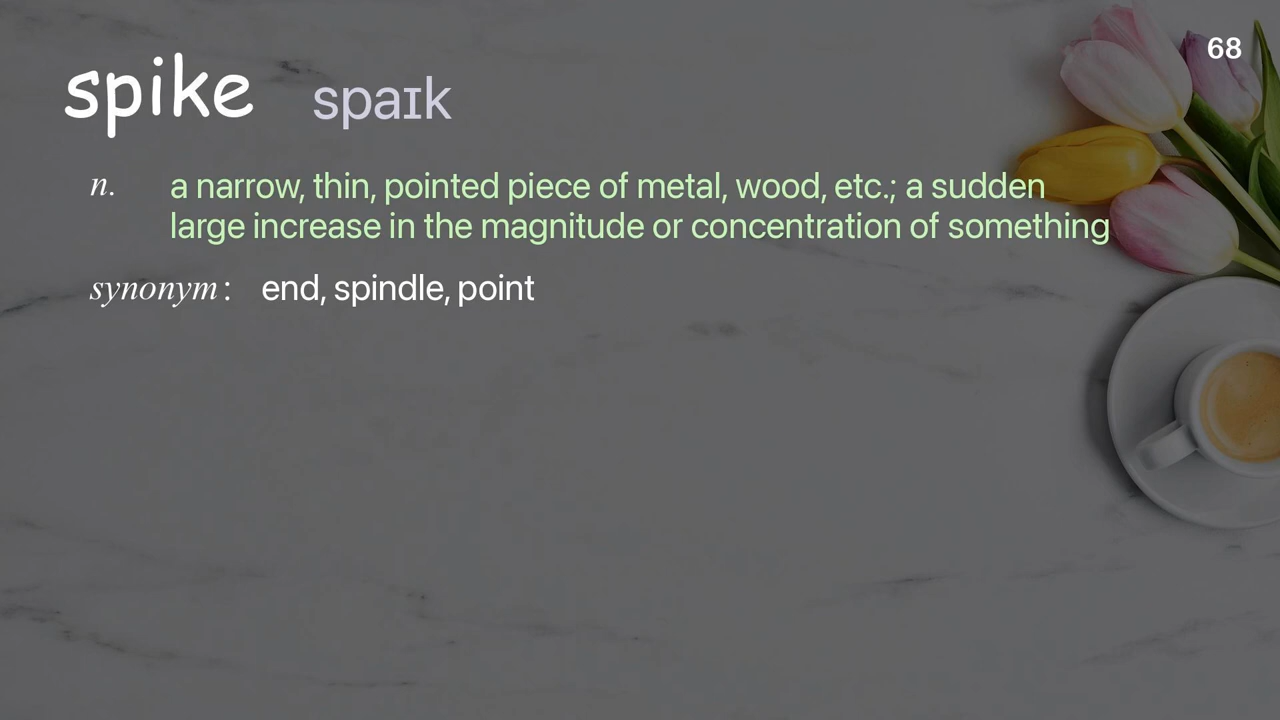 68
spike spaɪk
n. a narrow, thin, pointed piece of metal, wood, etc.; a sudden
large increase in the magnitude or concentration of something
synonym: end, spindle, point